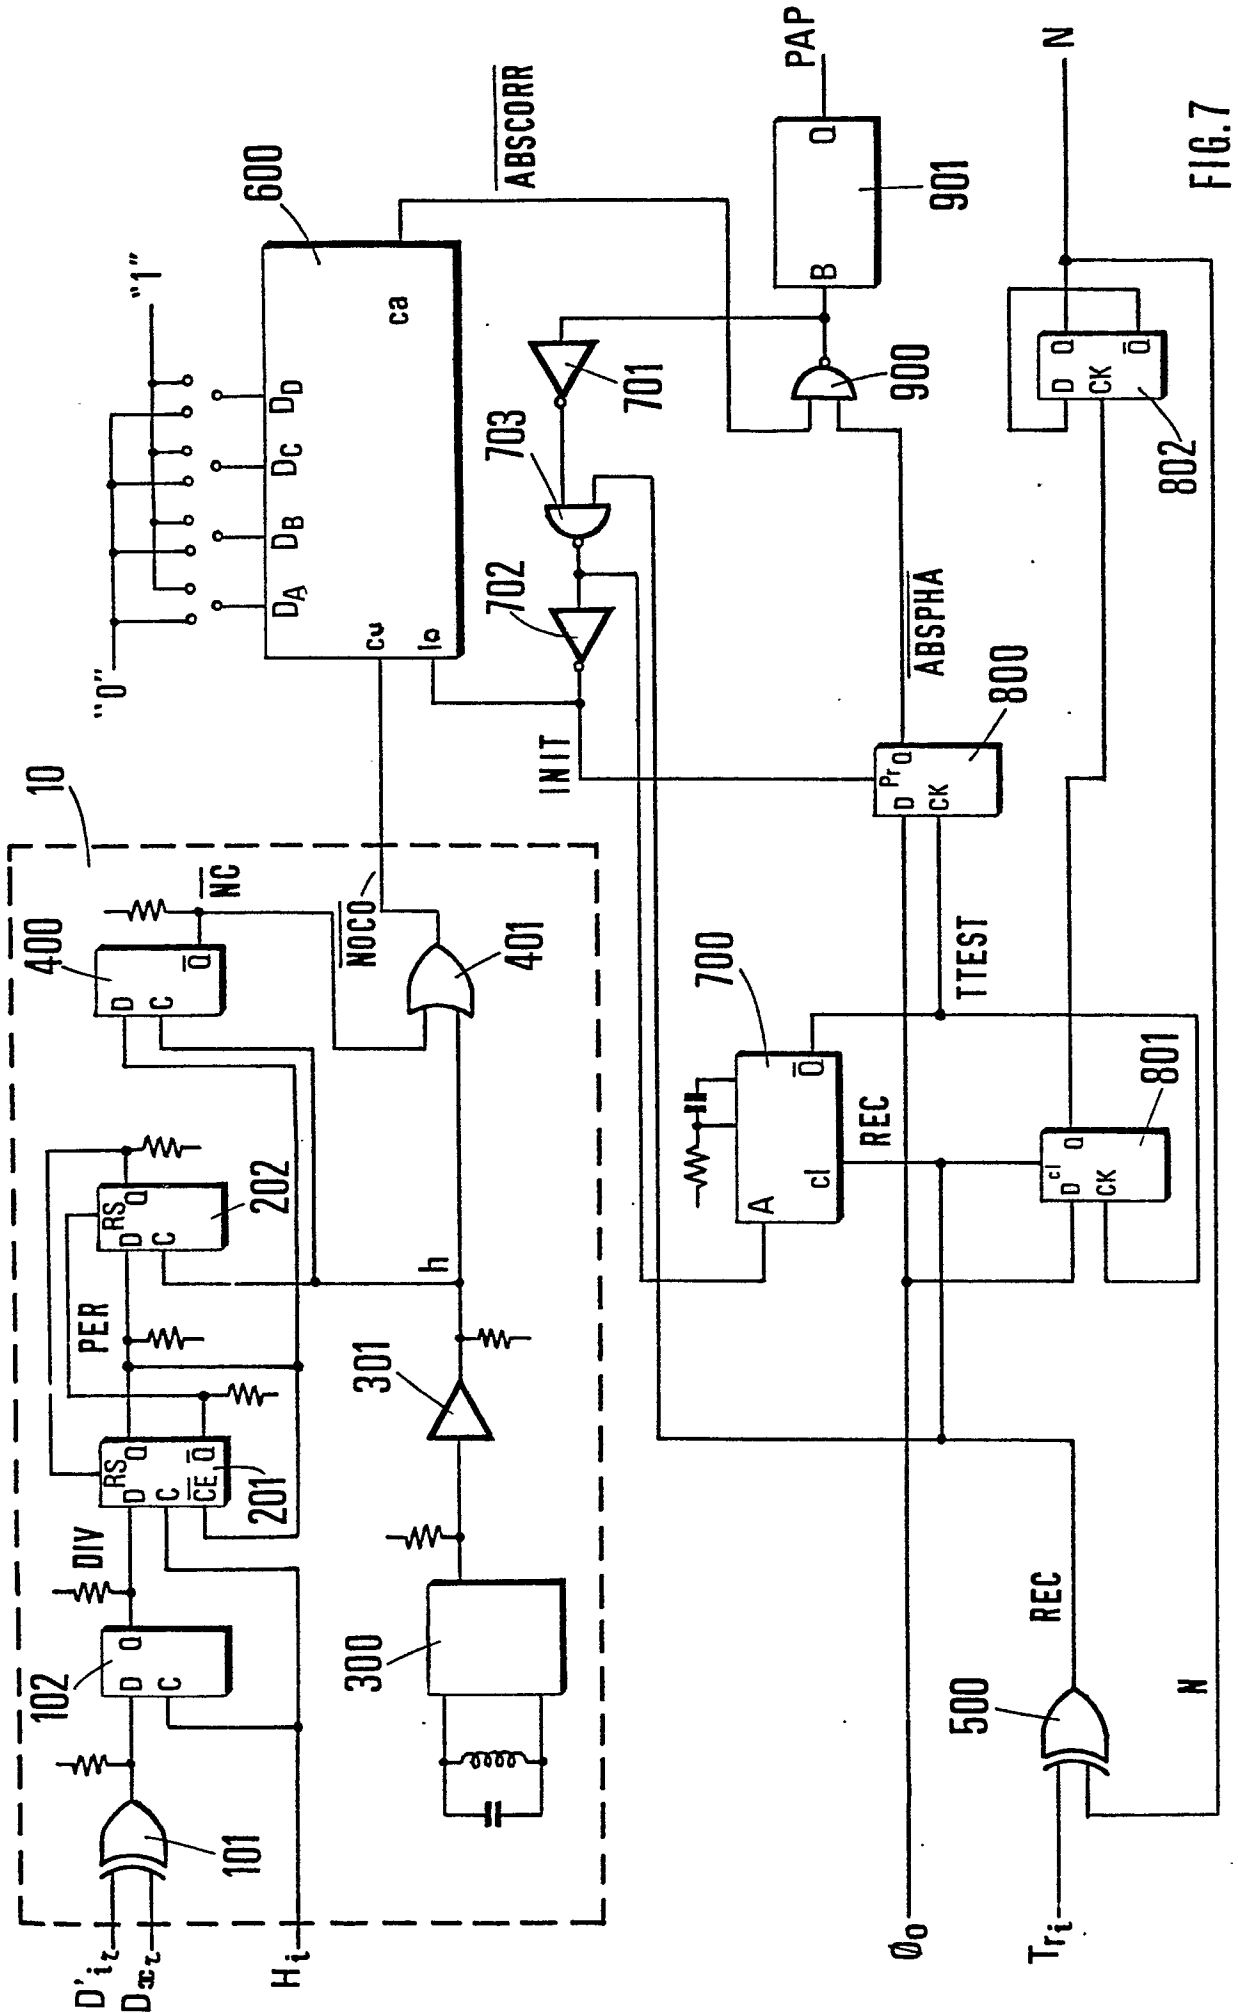 D'iτ
Dxτ
Hi
101
102
D
Q
C
DIV
201
RS
D
Q
C
CE
Q
PER
202
RS
D
Q
C
400
D
C
Q
NC
10
300
301
h
401
NOCO
"0"
"1"
DA
DB
DC
DD
600
cu
lo
ca
ABSCORR
INIT
702
703
701
900
901
B
Q
PAP
700
A
cl
Q
REC
TTEST
800
D
Pr
Q
CK
ABSPHA
801
D
cl
Q
CK
802
D
Q
CK
Q
N
Ø0
Tri
500
REC
N
FIG.7